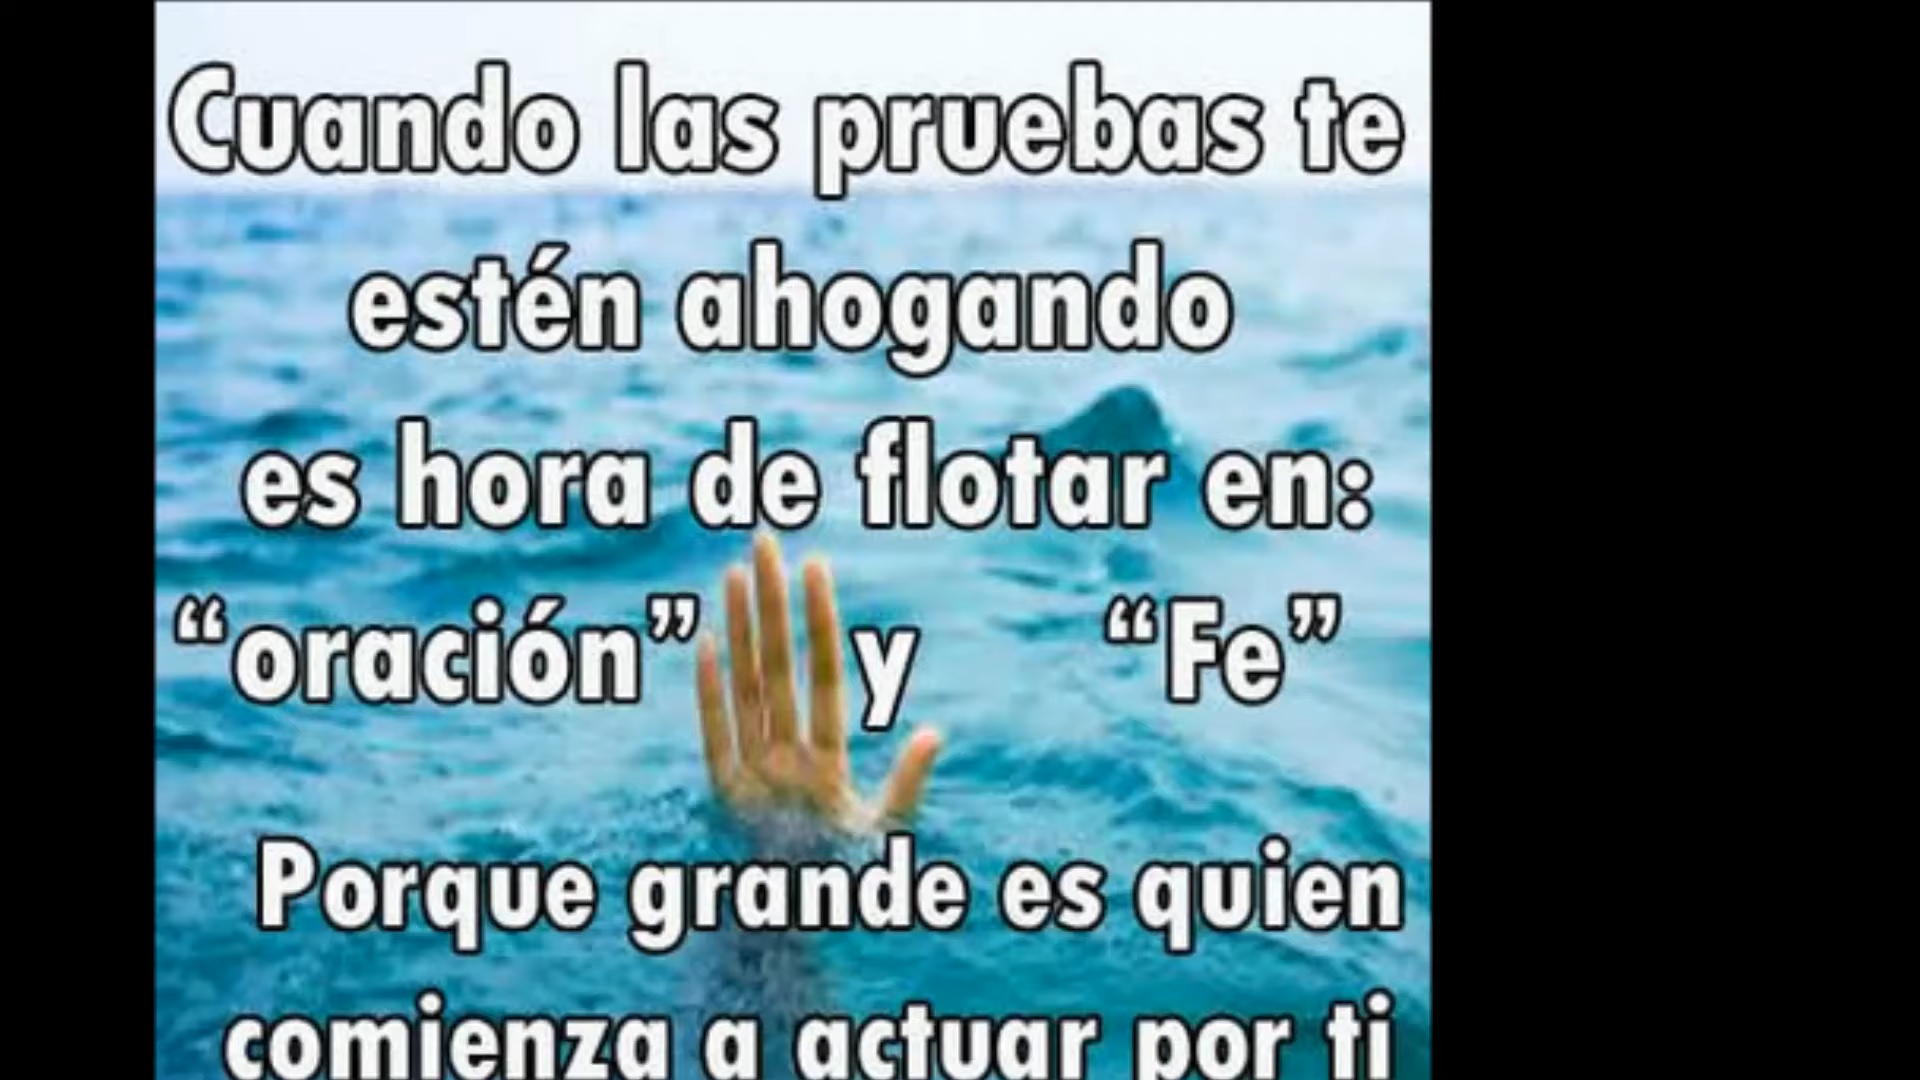 Cuando las pruebas te
estén ahogando
es hora de flotar en:
“oración” y “Fe”
Porque grande es quien
comienza a actuar por ti